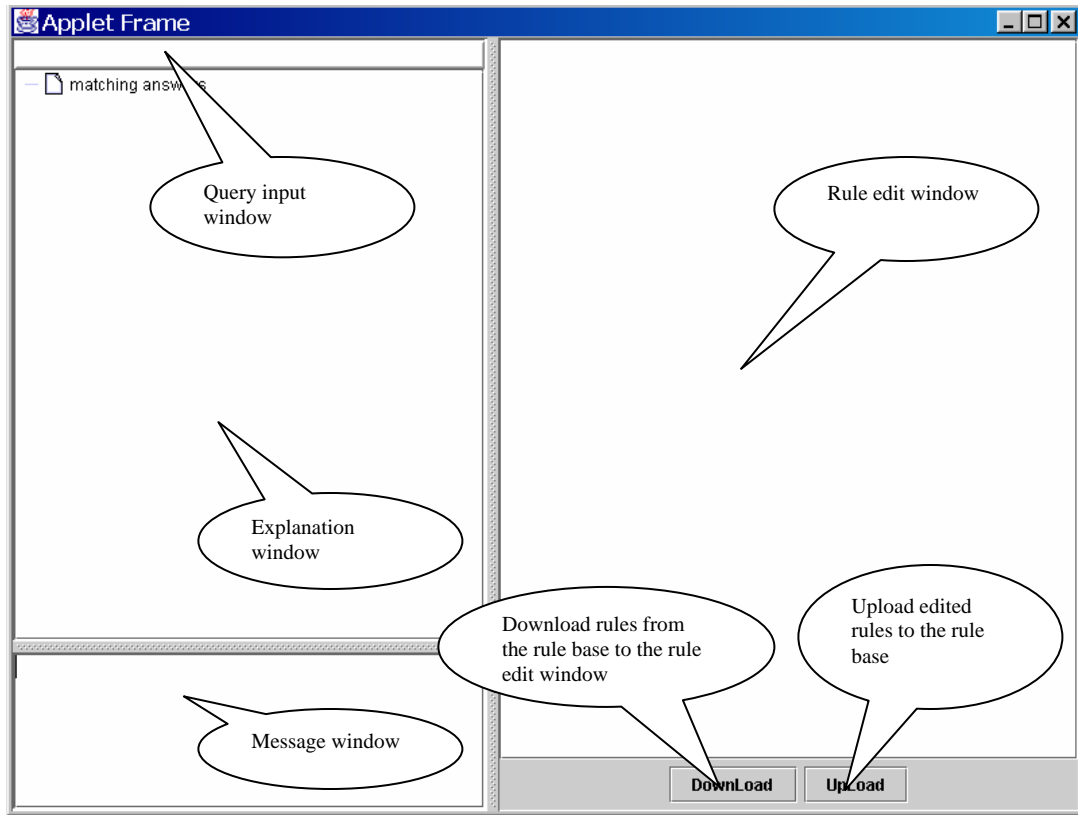 Applet Frame
matching answers
Query input
window
Rule edit window
Explanation
window
Download rules from
the rule base to the rule
edit window
Upload edited
rules to the rule
base
Message window
DownLoad
UpLoad